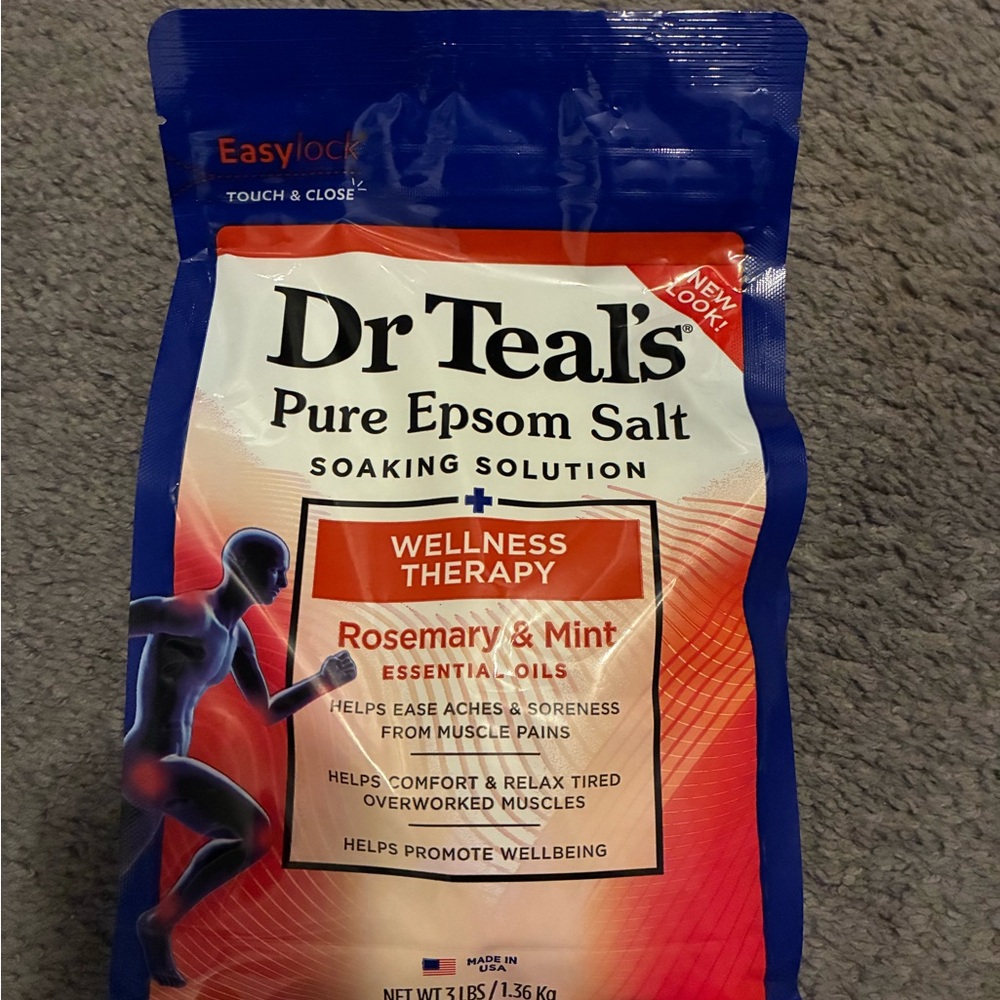 Easylock
TOUCH & CLOSE
NEW
LOOK!
Dr Teal's®
Pure Epsom Salt
SOAKING SOLUTION
WELLNESS
THERAPY
Rosemary & Mint
ESSENTIAL OILS
HELPS EASE ACHES & SORENESS
FROM MUSCLE PAINS
HELPS COMFORT & RELAX TIRED
OVERWORKED MUSCLES
HELPS PROMOTE WELLBEING
MADE IN
USA
NET WT 3 LBS / 1.36 Kg